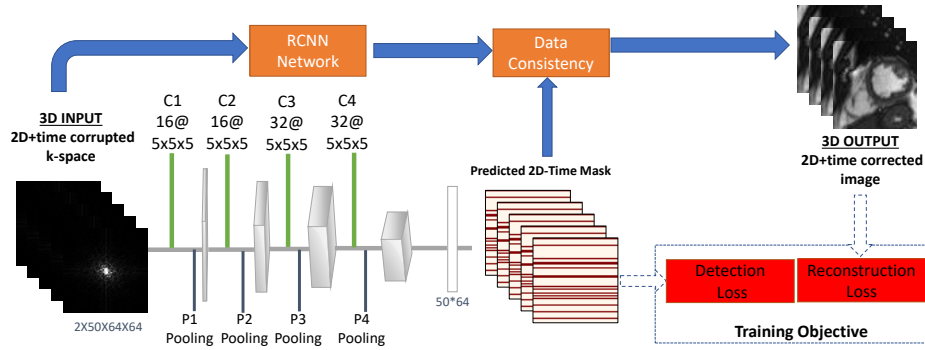 RCNN
Network
Data
Consistency
3D INPUT
2D+time corrupted
k-space
C1
16@
5x5x5
C2
16@
5x5x5
C3
32@
5x5x5
C4
32@
5x5x5
Predicted 2D-Time Mask
3D OUTPUT
2D+time corrected
image
2X50X64X64
P1
Pooling
P2
Pooling
P3
Pooling
P4
Pooling
50*64
Detection
Loss
Reconstruction
Loss
Training Objective